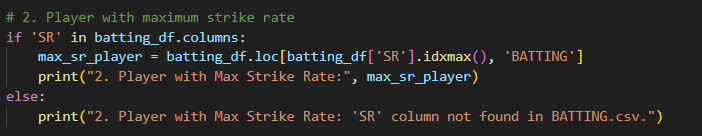 # 2. Player with maximum strike rate
if 'SR' in batting_df.columns:
    max_sr_player = batting_df.loc[batting_df['SR'].idxmax(), 'BATTING']
    print("2. Player with Max Strike Rate:", max_sr_player)
else:
    print("2. Player with Max Strike Rate: 'SR' column not found in BATTING.csv.")